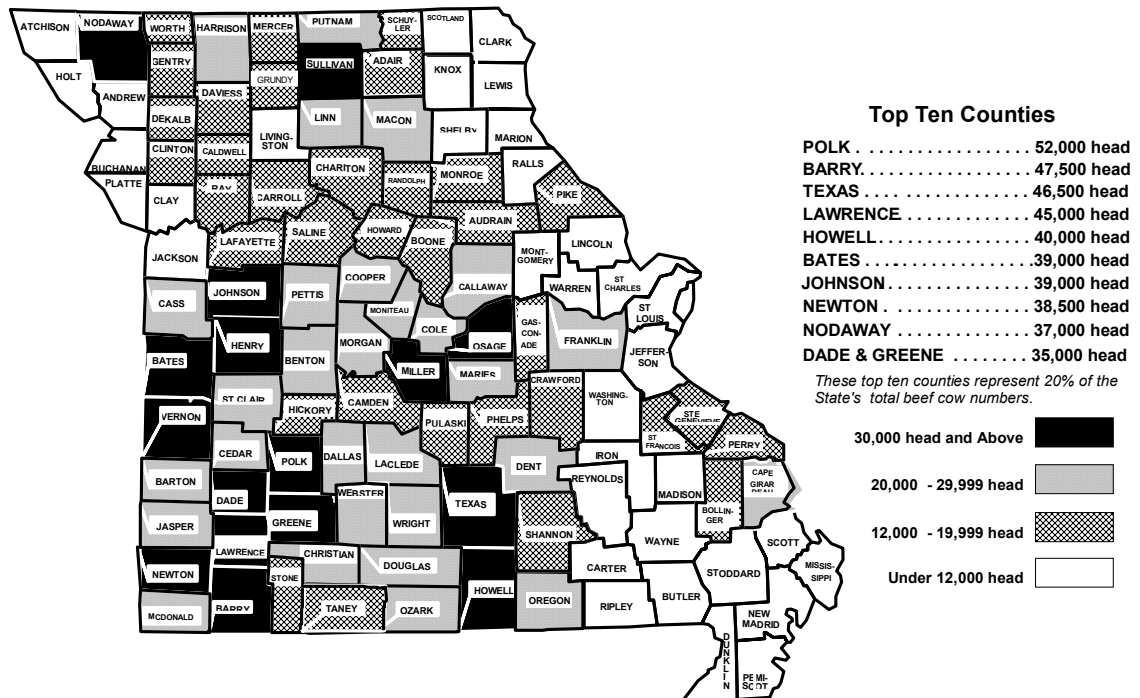 ATCHISON
NODAWAY
WORTH
HARRISON
MERCER
PUTNAM
SCHUY-
LER
SCOTLAND
CLARK
HOLT
GENTRY
SULLIVAN
ADAIR
KNOX
LEWIS
ANDREW
DAVIESS
GRUNDY
DEKALB
LINN
MACON
SHELBY
MARION
LIVING-
STON
BUCHANAN
CLINTON
CALDWELL
CHARITON
RANDOLPH
MONROE
RALLS
PLATTE
CLAY
RAY
CARROLL
PIKE
AUDRAIN
LAFAYETTE
SALINE
HOWARD
BOONE
JACKSON
MONT-
GOMERY
LINCOLN
COOPER
CALLAWAY
WARREN
ST
CHARLES
CASS
JOHNSON
PETTIS
MONITEAU
COLE
OSAGE
GAS-
CON-
ADE
FRANKLIN
ST
LOUIS
HENRY
BATES
BENTON
MORGAN
MILLER
MARIES
JEFFER-
SON
CRAWFORD
WASHING-
TON
ST CLAIR
HICKORY
CAMDEN
PULASKI
PHELPS
STE
GENEVIEVE
ST
FRANCOIS
PERRY
VERNON
CEDAR
POLK
DALLAS
LACLEDE
DENT
IRON
REYNOLDS
MADISON
BOLLIN-
GER
CAPE
GIRAR
DEAU
BARTON
DADE
WEBSTER
TEXAS
JASPER
GREENE
WRIGHT
SHANNON
WAYNE
SCOTT
LAWRENCE
CHRISTIAN
DOUGLAS
CARTER
STODDARD
MISSIS-
SIPPI
NEWTON
STONE
HOWELL
MCDONALD
BARRY
TANEY
OZARK
OREGON
RIPLEY
BUTLER
NEW
MADRID
DUNKLIN
PEMI-
SCOT
Top Ten Counties
POLK . . . . . . . . . . . . . . . . . 52,000 head
BARRY. . . . . . . . . . . . . . . . . 47,500 head
TEXAS . . . . . . . . . . . . . . . . 46,500 head
LAWRENCE. . . . . . . . . . . . . 45,000 head
HOWELL. . . . . . . . . . . . . . . 40,000 head
BATES . . . . . . . . . . . . . . . . 39,000 head
JOHNSON. . . . . . . . . . . . . . 39,000 head
NEWTON . . . . . . . . . . . . . . 38,500 head
NODAWAY . . . . . . . . . . . . . 37,000 head
DADE & GREENE . . . . . . . . 35,000 head
These top ten counties represent 20% of the
State's total beef cow numbers.
30,000 head and Above
20,000 - 29,999 head
12,000 - 19,999 head
Under 12,000 head